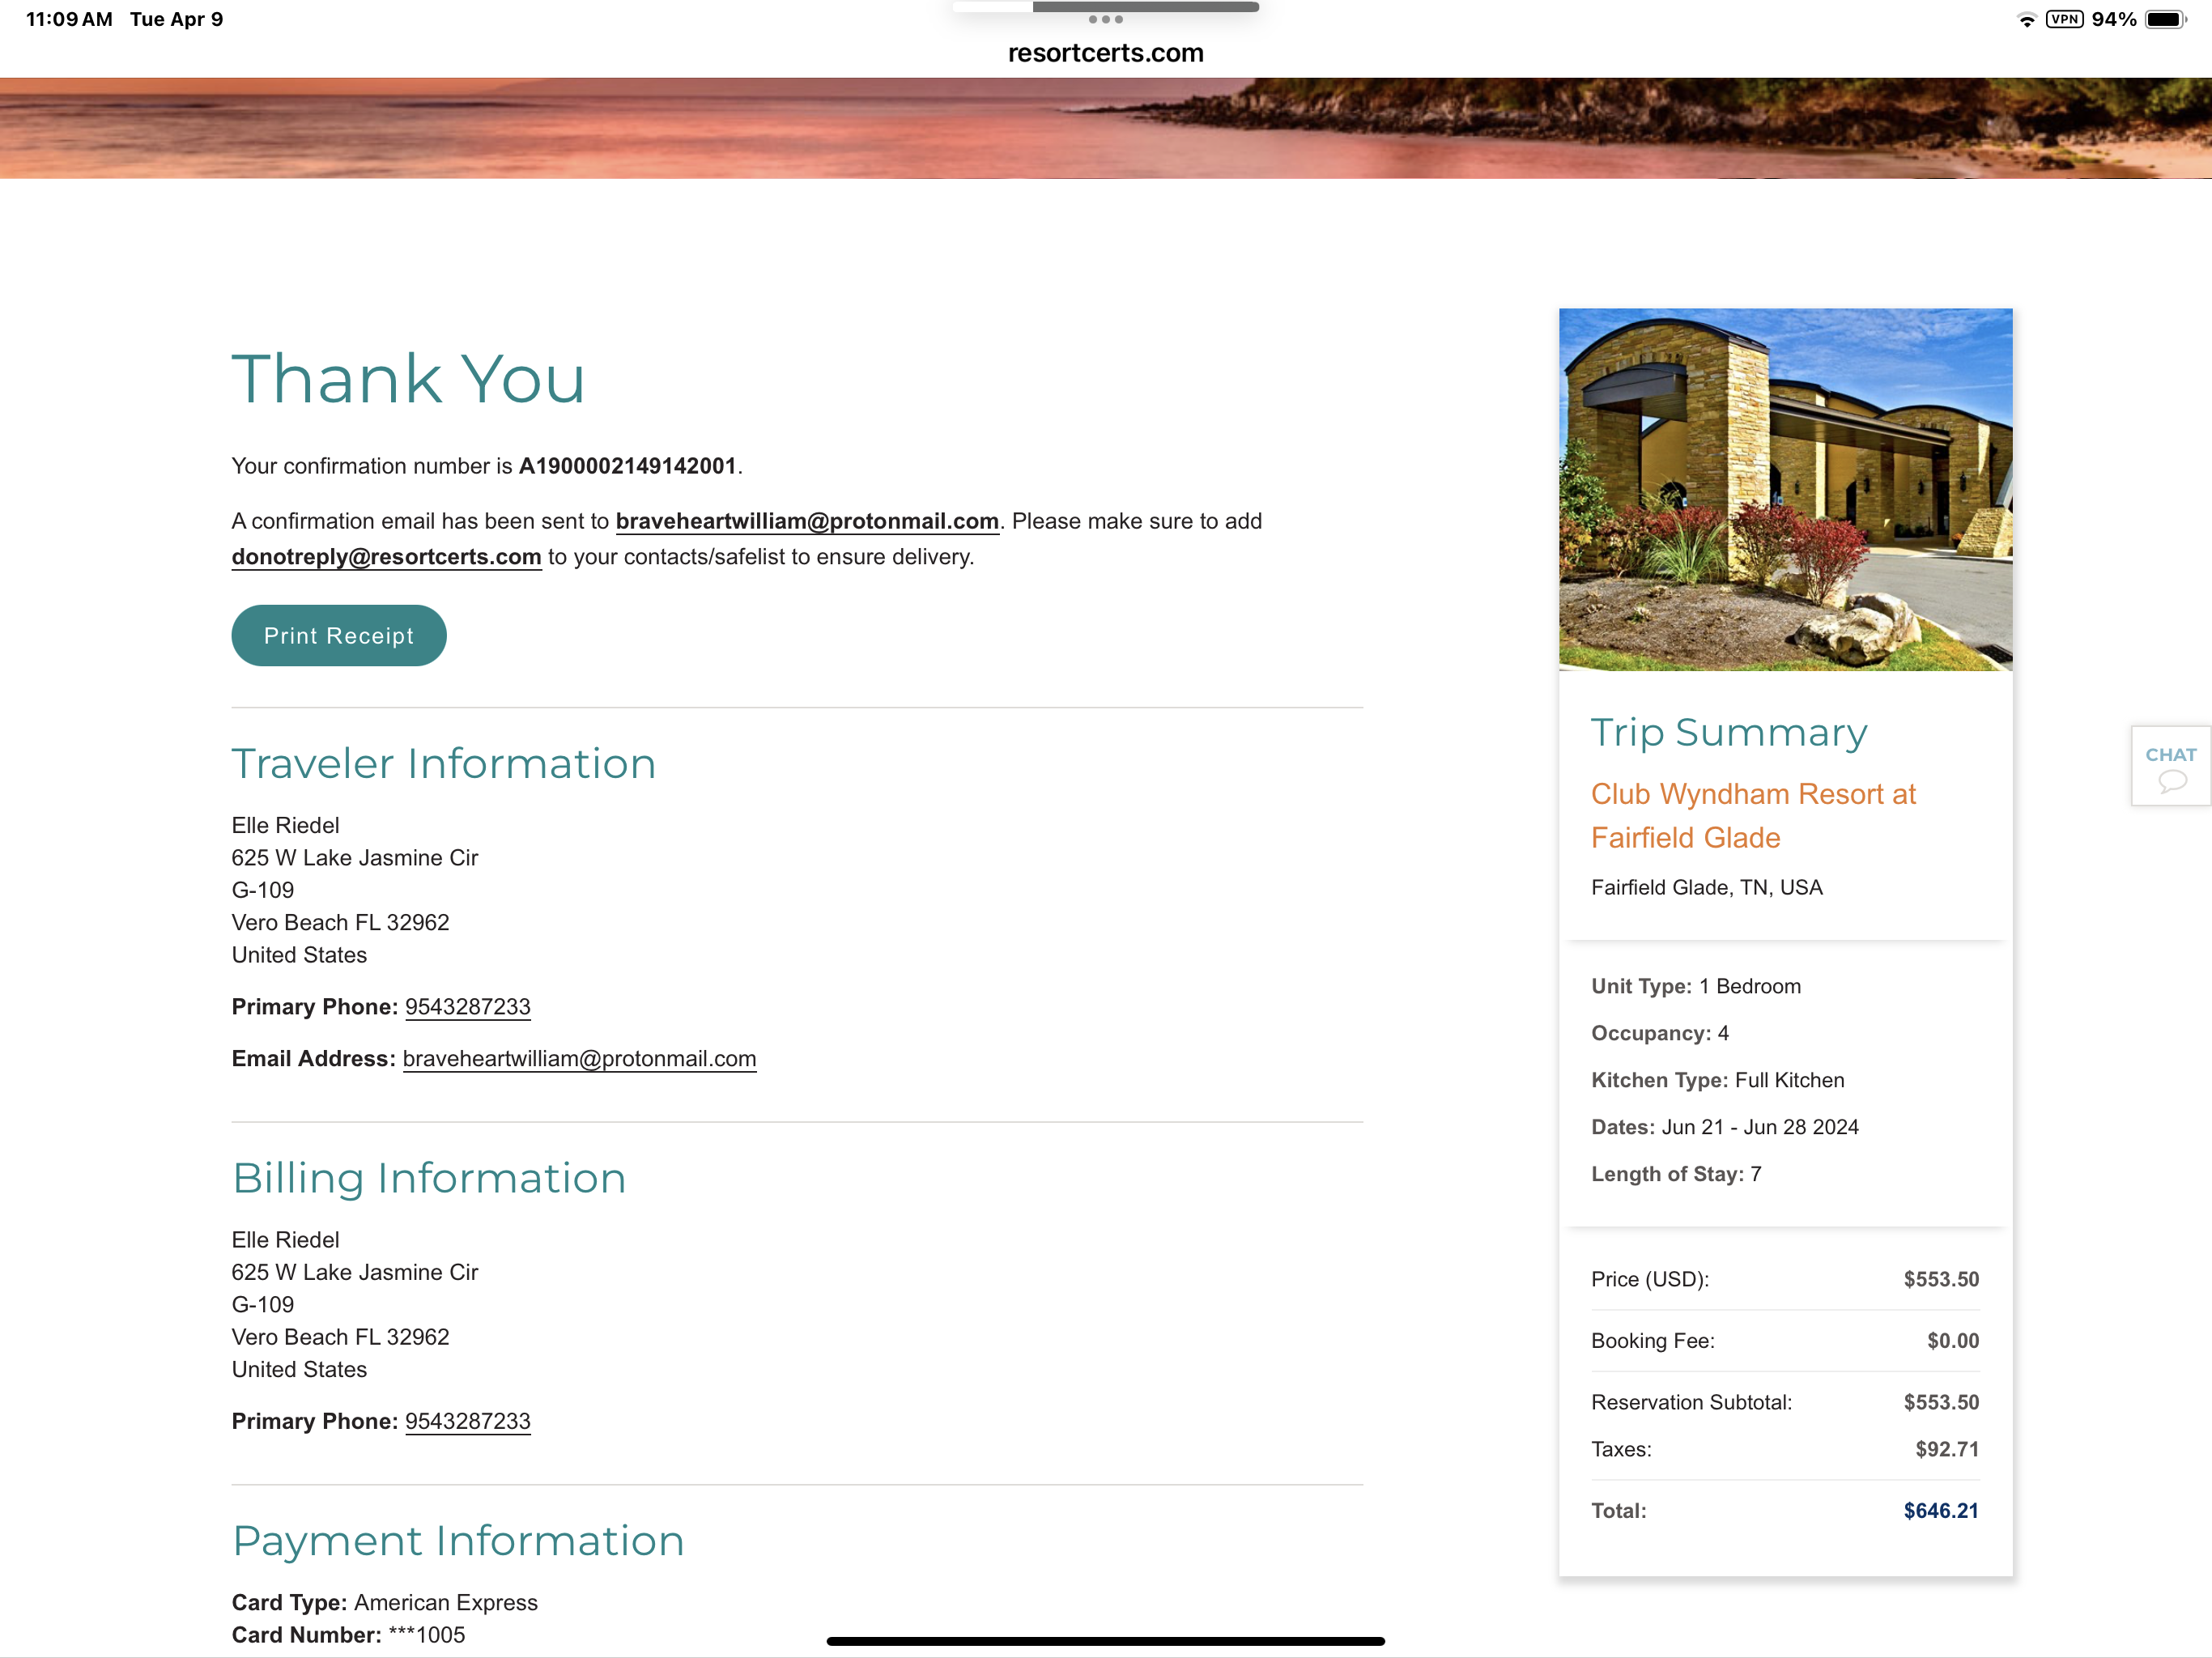 11:09 AM Tue Apr 9
VPN 94%
resortcerts.com
Thank You
Your confirmation number is A1900002149142001.
A confirmation email has been sent to braveheartwilliam@protonmail.com. Please make sure to add
donotreply@resortcerts.com to your contacts/safelist to ensure delivery.
Print Receipt
Traveler Information
Elle Riedel
625 W Lake Jasmine Cir
G-109
Vero Beach FL 32962
United States
Primary Phone: 9543287233
Email Address: braveheartwilliam@protonmail.com
Billing Information
Elle Riedel
625 W Lake Jasmine Cir
G-109
Vero Beach FL 32962
United States
Primary Phone: 9543287233
Payment Information
Card Type: American Express
Card Number: ***1005
Trip Summary
Club Wyndham Resort at
Fairfield Glade
Fairfield Glade, TN, USA
Unit Type: 1 Bedroom
Occupancy: 4
Kitchen Type: Full Kitchen
Dates: Jun 21 - Jun 28 2024
Length of Stay: 7
Price (USD): $553.50
Booking Fee: $0.00
Reservation Subtotal: $553.50
Taxes: $92.71
Total: $646.21
CHAT